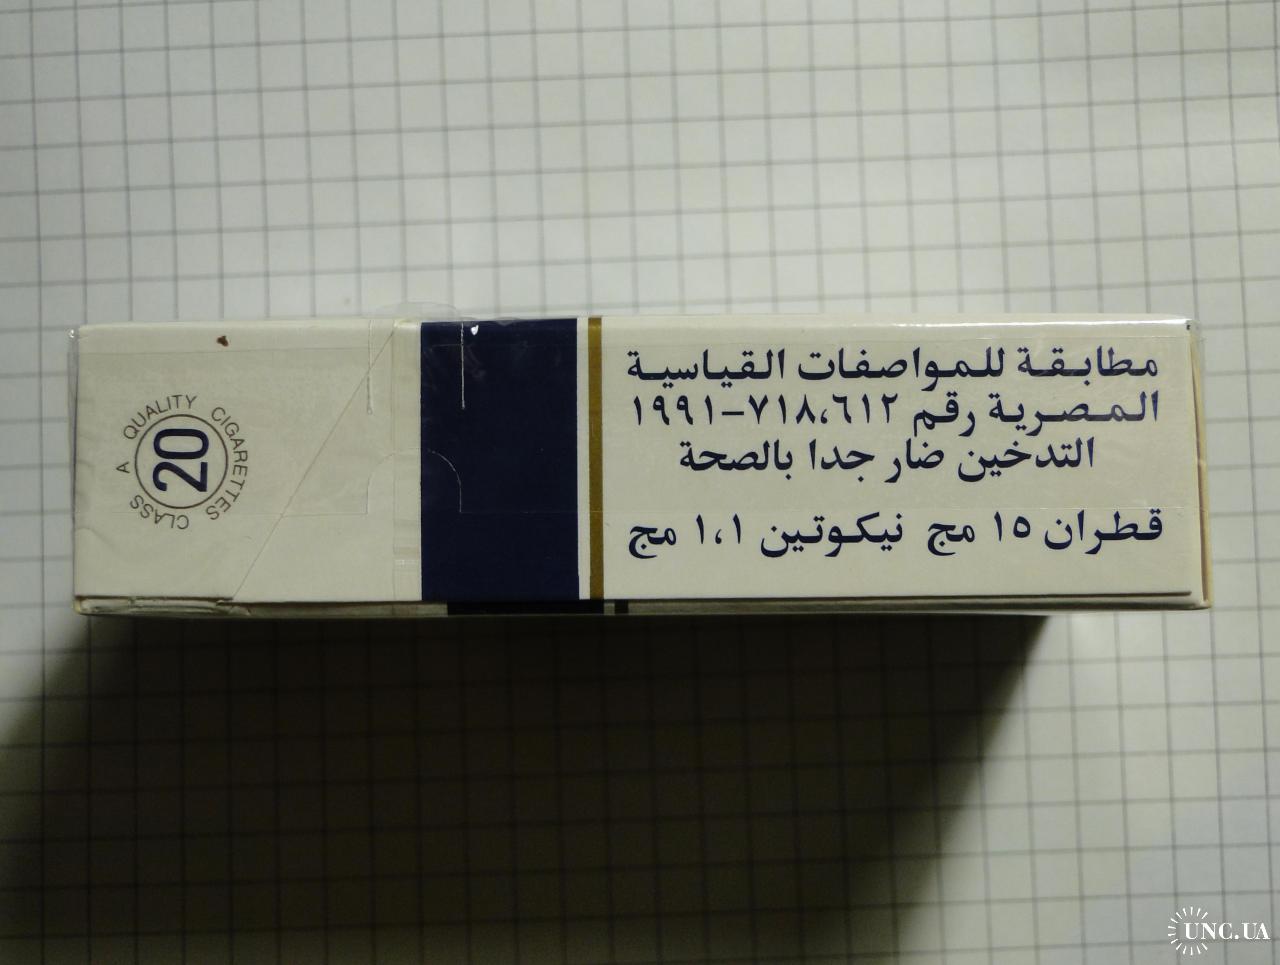 مطابقة للمواصفات القياسية
المصرية رقم ٧١٨،٦١٢-١٩٩١
التدخين ضار جدا بالصحة
قطران ١٥ مج نيكوتين ١،١ مج
CLASS A QUALITY CIGARETTES
20
UNC.UA